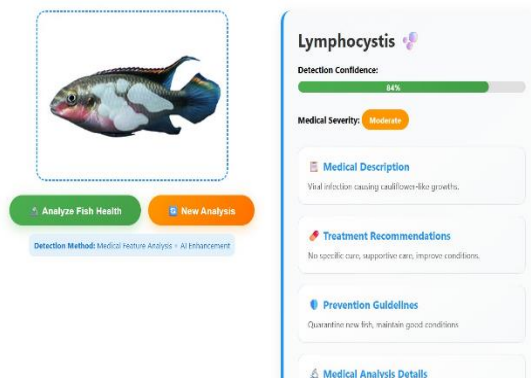 Lymphocystis
Detection Confidence:
84%
Medical Severity: Moderate
Medical Description
Viral infection causing cauliflower-like growths.
Analyze Fish Health
New Analysis
Treatment Recommendations
Detection Method: Medical Feature Analysis + AI Enhancement
No specific cure, supportive care, improve conditions.
Prevention Guidelines
Quarantine new fish, maintain good conditions
Medical Analysis Details